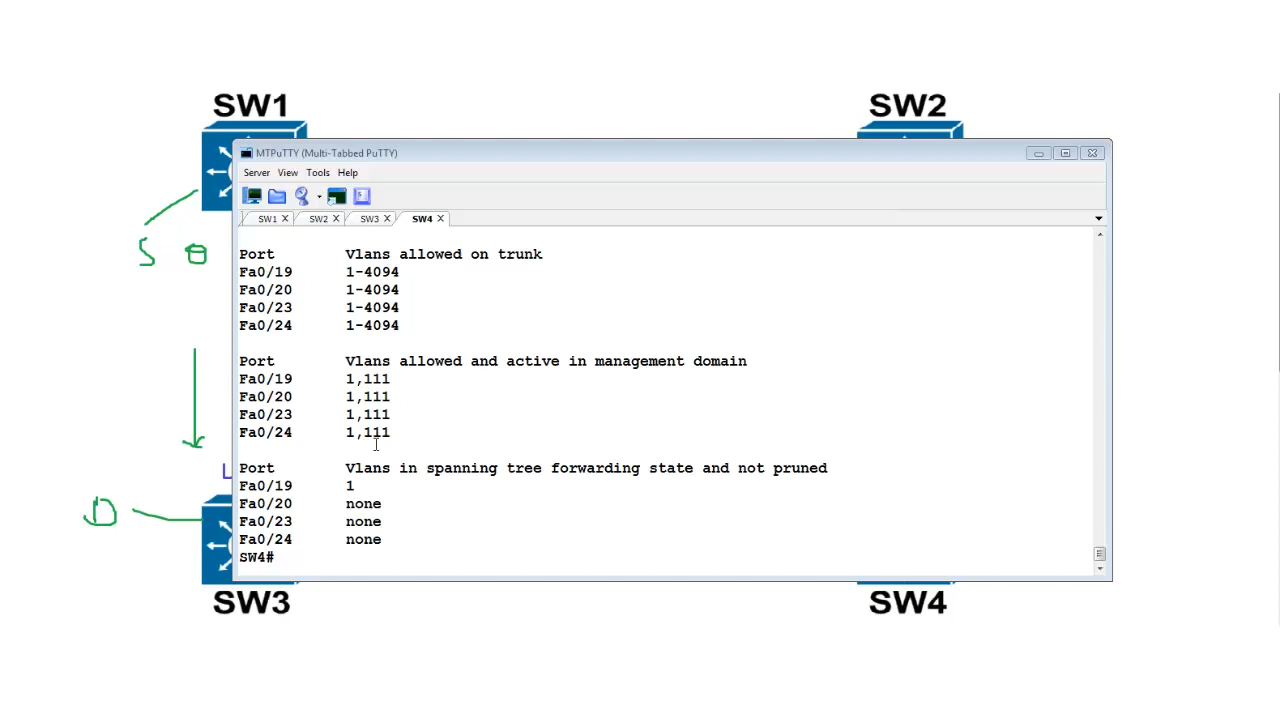 SW1
SW2
MTPuTTY (Multi-Tabbed PuTTY)
Server View Tools Help
SW1 SW2 SW3 SW4
S
Port Vlans allowed on trunk
Fa0/19 1-4094
Fa0/20 1-4094
Fa0/23 1-4094
Fa0/24 1-4094
Port Vlans allowed and active in management domain
Fa0/19 1,111
Fa0/20 1,111
Fa0/23 1,111
Fa0/24 1,111
Port Vlans in spanning tree forwarding state and not pruned
Fa0/19 1
Fa0/20 none
Fa0/23 none
Fa0/24 none
SW4#
D
SW3
SW4